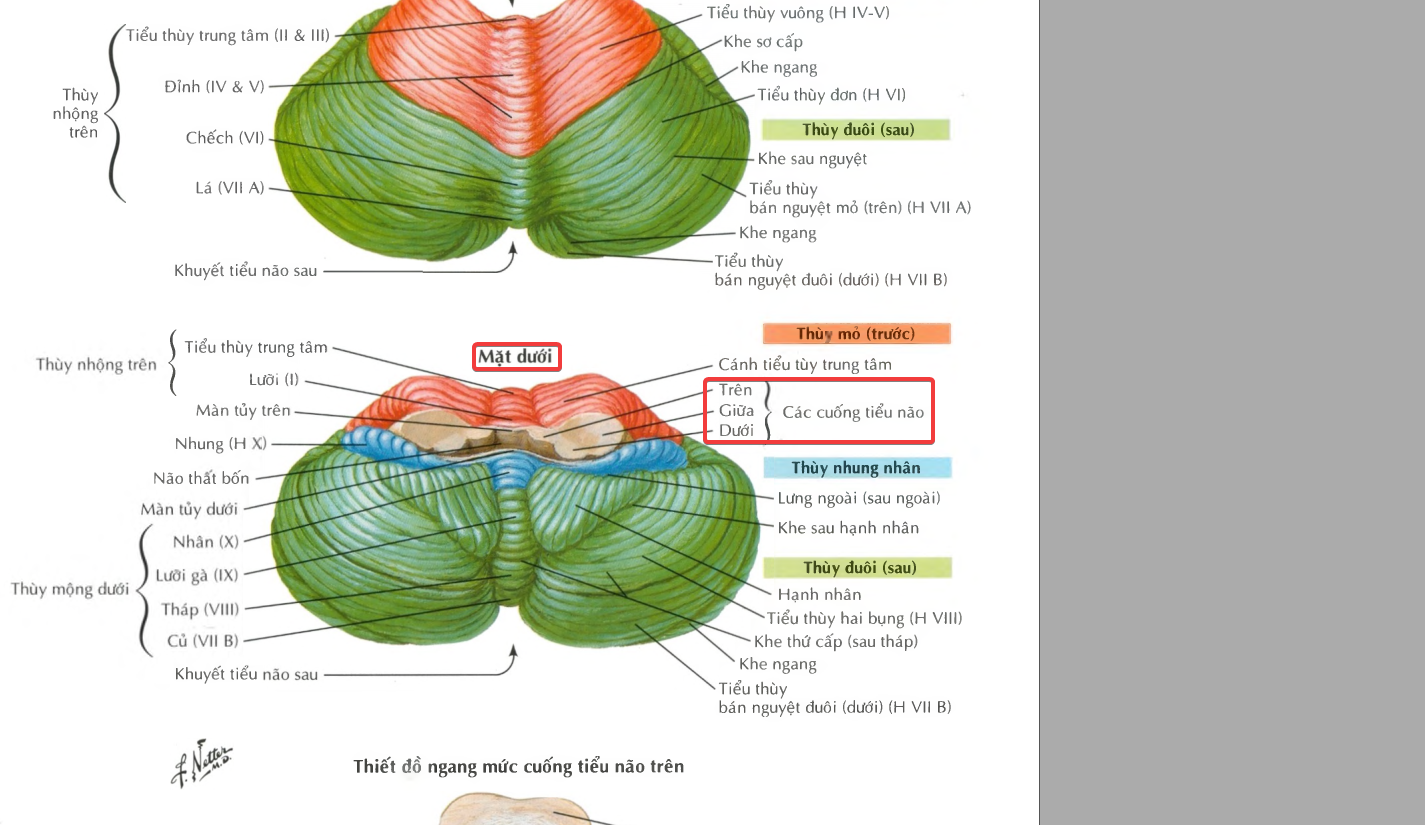 Tiểu thùy trung tâm (II & III)
Đỉnh (IV & V)
Thùy
nhộng
trên
Chếch (VI)
Lá (VII A)
Khuyết tiểu não sau
Tiểu thùy vuông (H IV-V)
Khe sơ cấp
Khe ngang
Tiểu thùy đơn (H VI)
Thùy đuôi (sau)
Khe sau nguyệt
Tiểu thùy
bán nguyệt mỏ (trên) (H VII A)
Khe ngang
Tiểu thùy
bán nguyệt đuôi (dưới) (H VII B)
Mặt dưới
Thùy nhộng trên
Tiểu thùy trung tâm
Lưỡi (I)
Màn tủy trên
Nhung (H X)
Não thất bốn
Màn tủy dưới
Nhân (X)
Thùy mộng dưới
Lưỡi gà (IX)
Tháp (VIII)
Củ (VII B)
Khuyết tiểu não sau
Thùy mỏ (trước)
Cánh tiểu tùy trung tâm
Trên
Giữa
Dưới
Các cuống tiểu não
Thùy nhung nhân
Lưng ngoài (sau ngoài)
Khe sau hạnh nhân
Thùy đuôi (sau)
Hạnh nhân
Tiểu thùy hai bụng (H VIII)
Khe thứ cấp (sau tháp)
Khe ngang
Tiểu thùy
bán nguyệt đuôi (dưới) (H VII B)
f. Netter
M.D.
Thiết đồ ngang mức cuống tiểu não trên